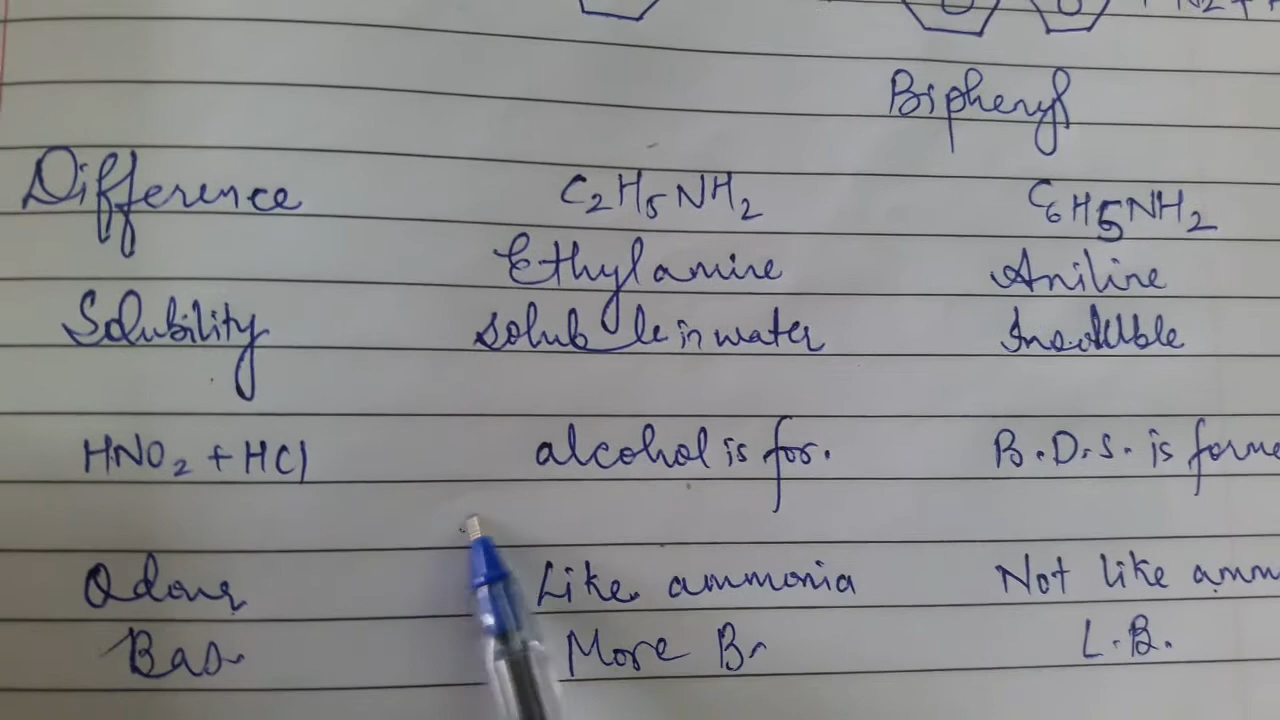 Biphenyl
Difference C2H5NH2 C6H5NH2
Ethylamine Aniline
Solubility soluble in water Insoluble
HNO2 + HCl alcohol is for. B.D.S. is forme
Odour Like ammonia Not like amm
Bas More B L.B.